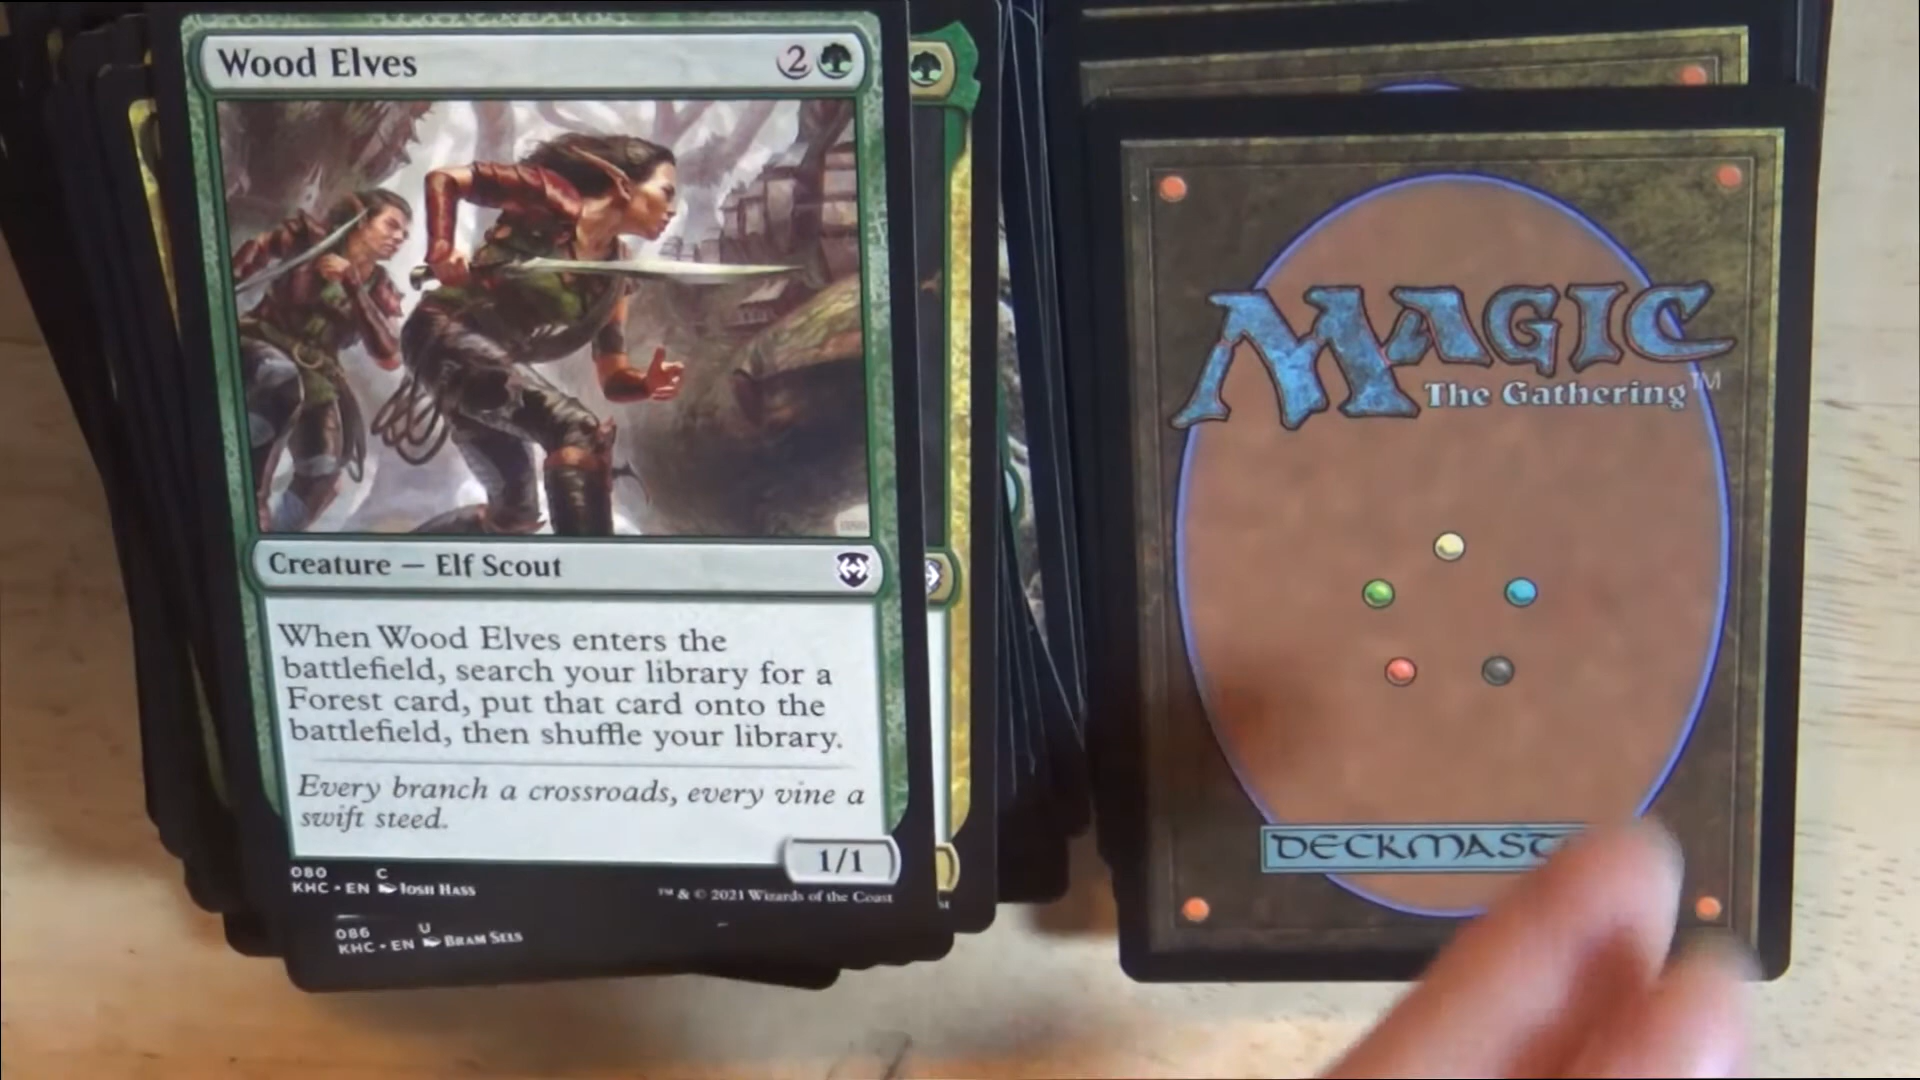 Wood Elves
2
Creature — Elf Scout
When Wood Elves enters the
battlefield, search your library for a
Forest card, put that card onto the
battlefield, then shuffle your library.
Every branch a crossroads, every vine a
swift steed.
1/1
080 C
KHC • EN Josh Hass
™ & © 2021 Wizards of the Coast
086 U
KHC • EN Bram Sels
MAGIC
The Gathering™
DECKMAST